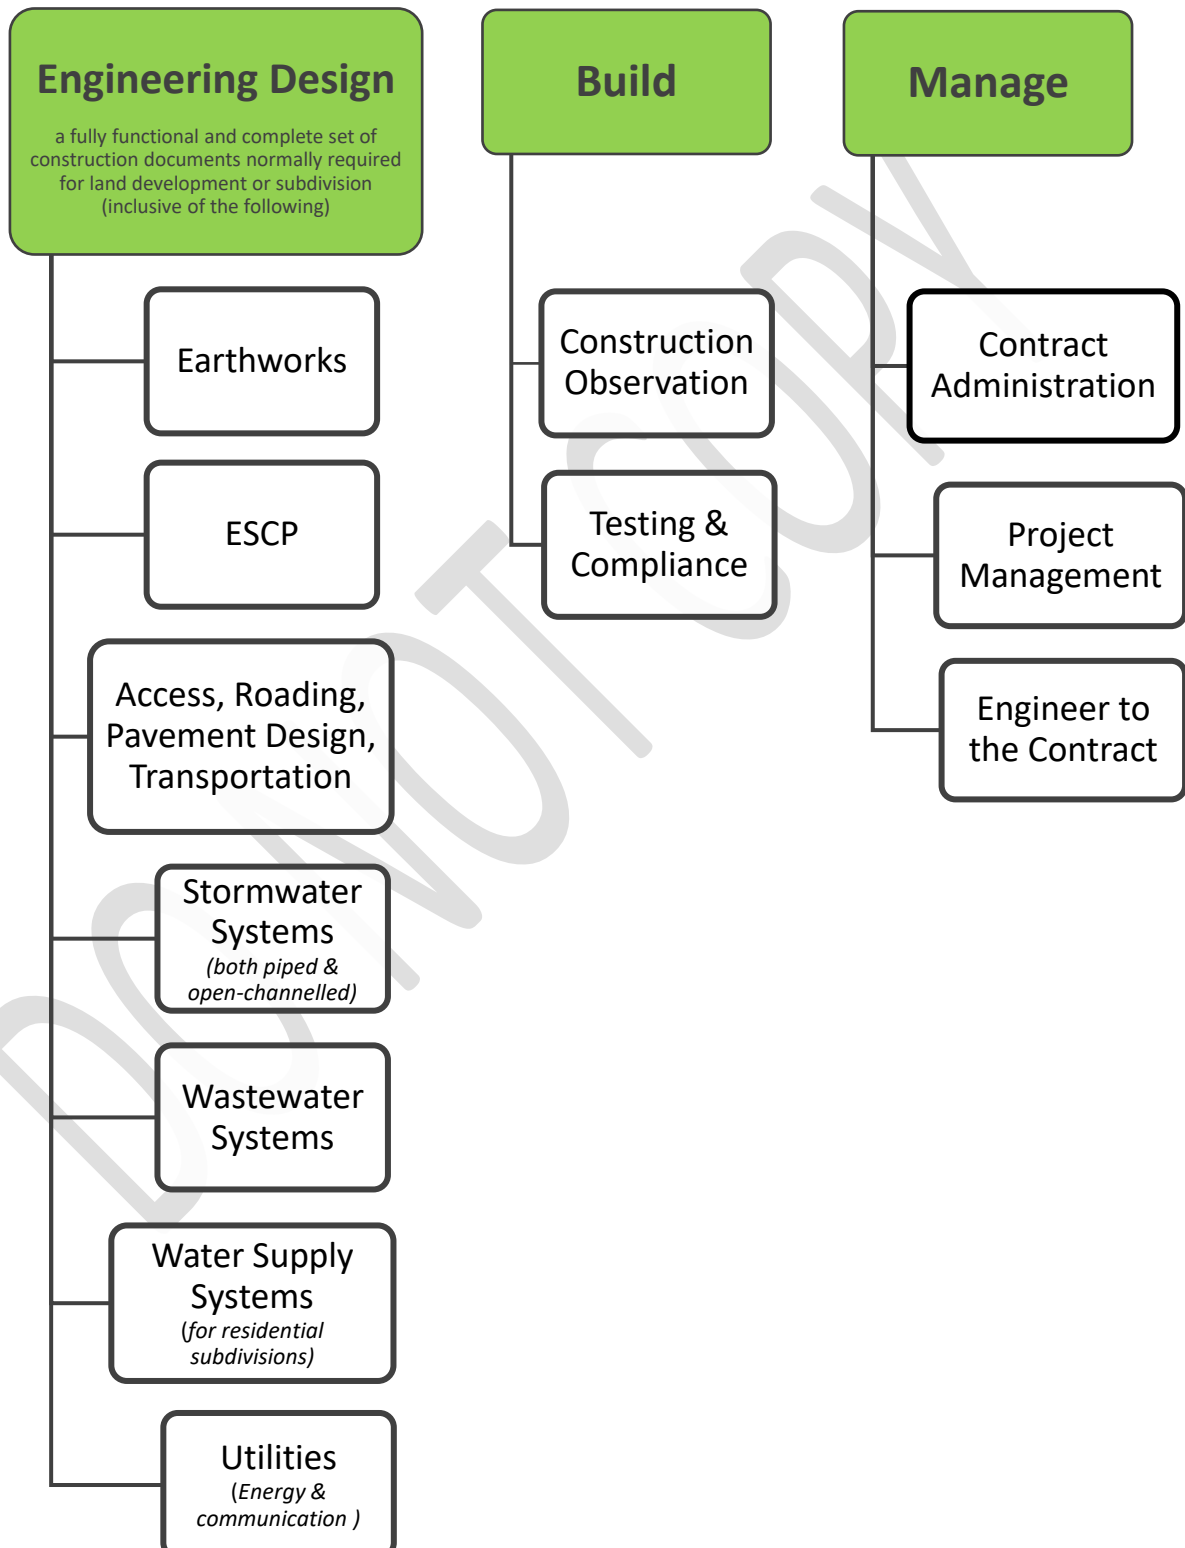 Engineering Design
a fully functional and complete set of
construction documents normally required
for land development or subdivision
(inclusive of the following)
Earthworks
ESCP
Access, Roading,
Pavement Design,
Transportation
Stormwater
Systems
(both piped &
open-channelled)
Wastewater
Systems
Water Supply
Systems
(for residential
subdivisions)
Utilities
(Energy &
communication )
Build
Construction
Observation
Testing &
Compliance
Manage
Contract
Administration
Project
Management
Engineer to
the Contract
DO NOT COPY